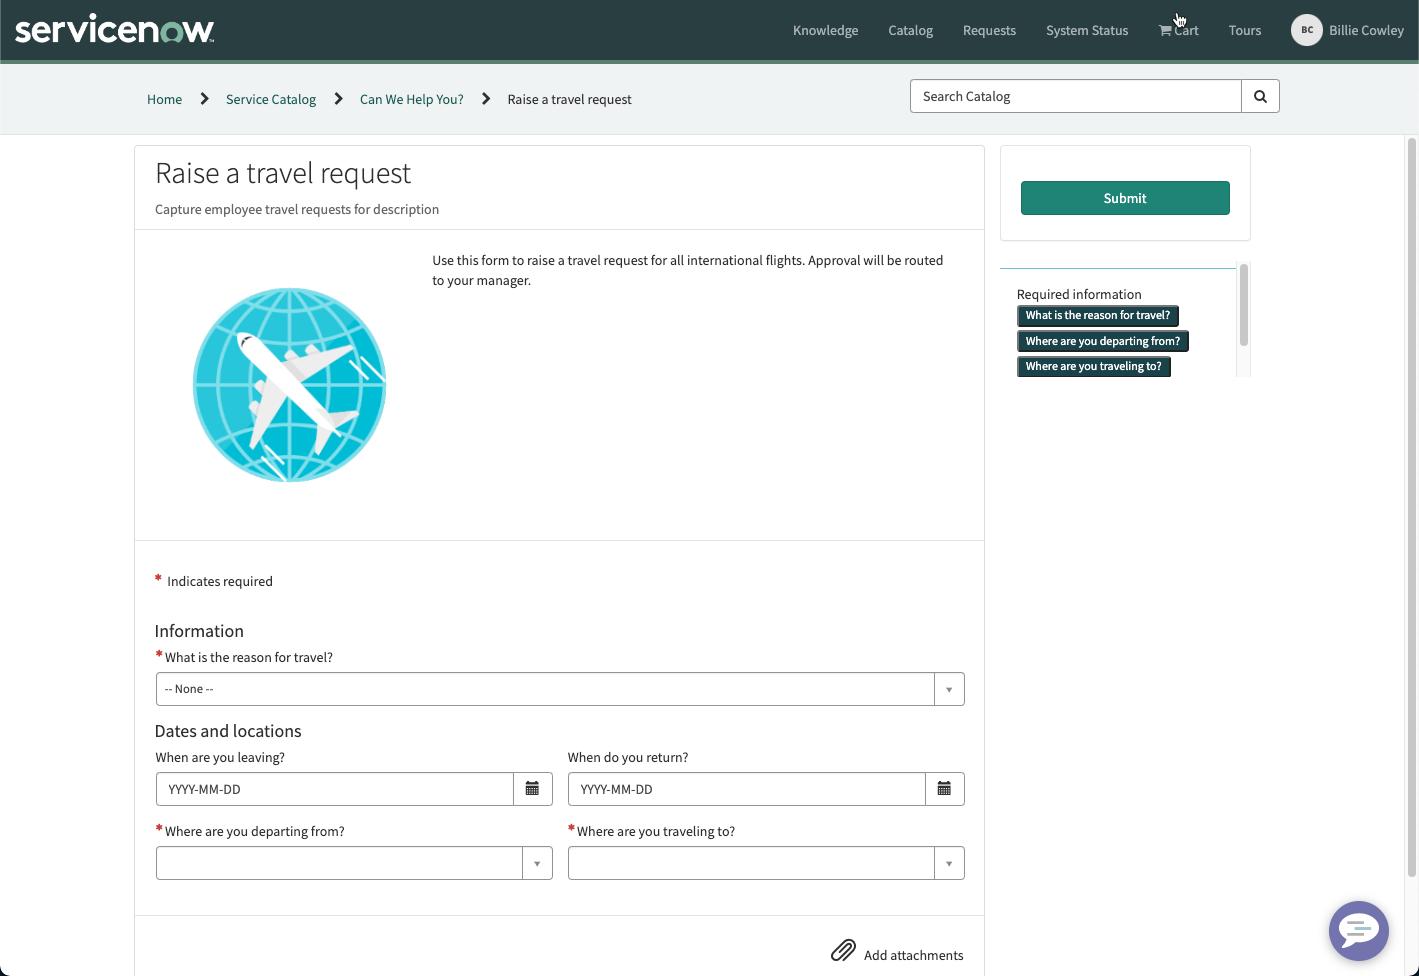 servicenow
Knowledge
Catalog
Requests
System Status
Cart
Tours
BC
Billie Cowley
Home
Service Catalog
Can We Help You?
Raise a travel request
Search Catalog
Raise a travel request
Capture employee travel requests for description
Use this form to raise a travel request for all international flights. Approval will be routed
to your manager.
Submit
Required information
What is the reason for travel?
Where are you departing from?
Where are you traveling to?
* Indicates required
Information
* What is the reason for travel?
-- None --
Dates and locations
When are you leaving?
When do you return?
YYYY-MM-DD
YYYY-MM-DD
* Where are you departing from?
* Where are you traveling to?
Add attachments